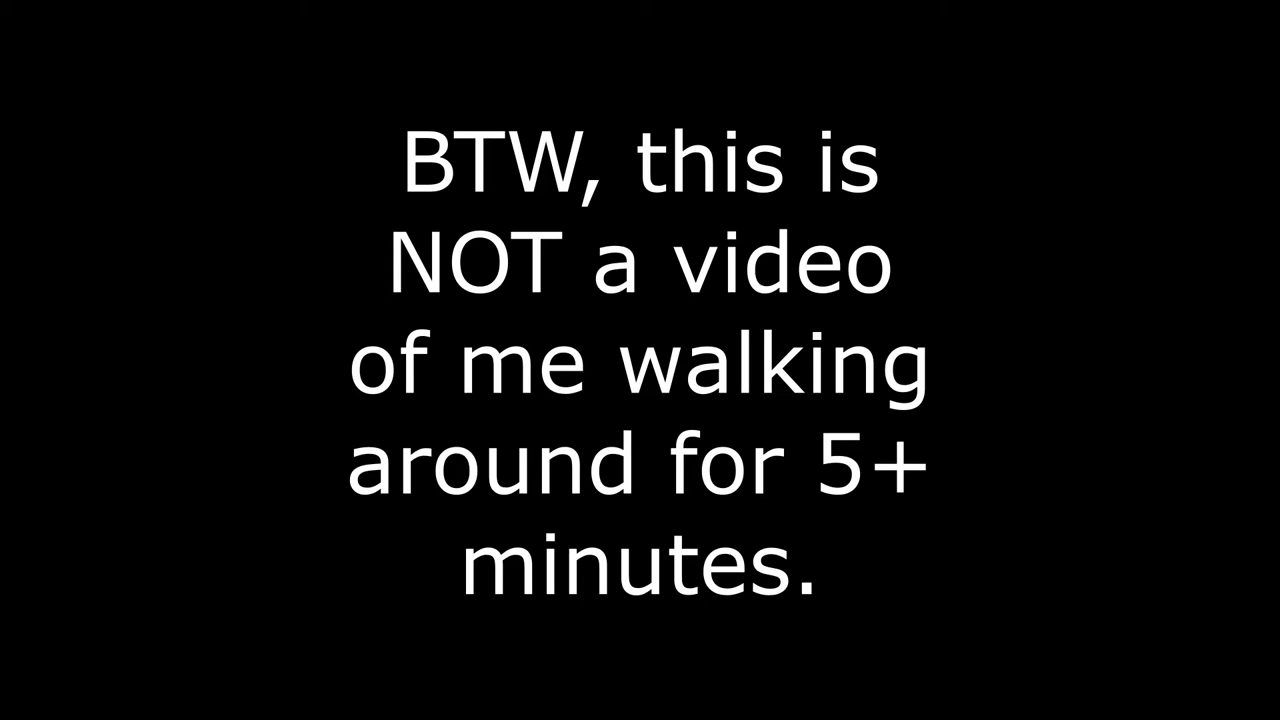 BTW, this is
NOT a video
of me walking
around for 5+
minutes.